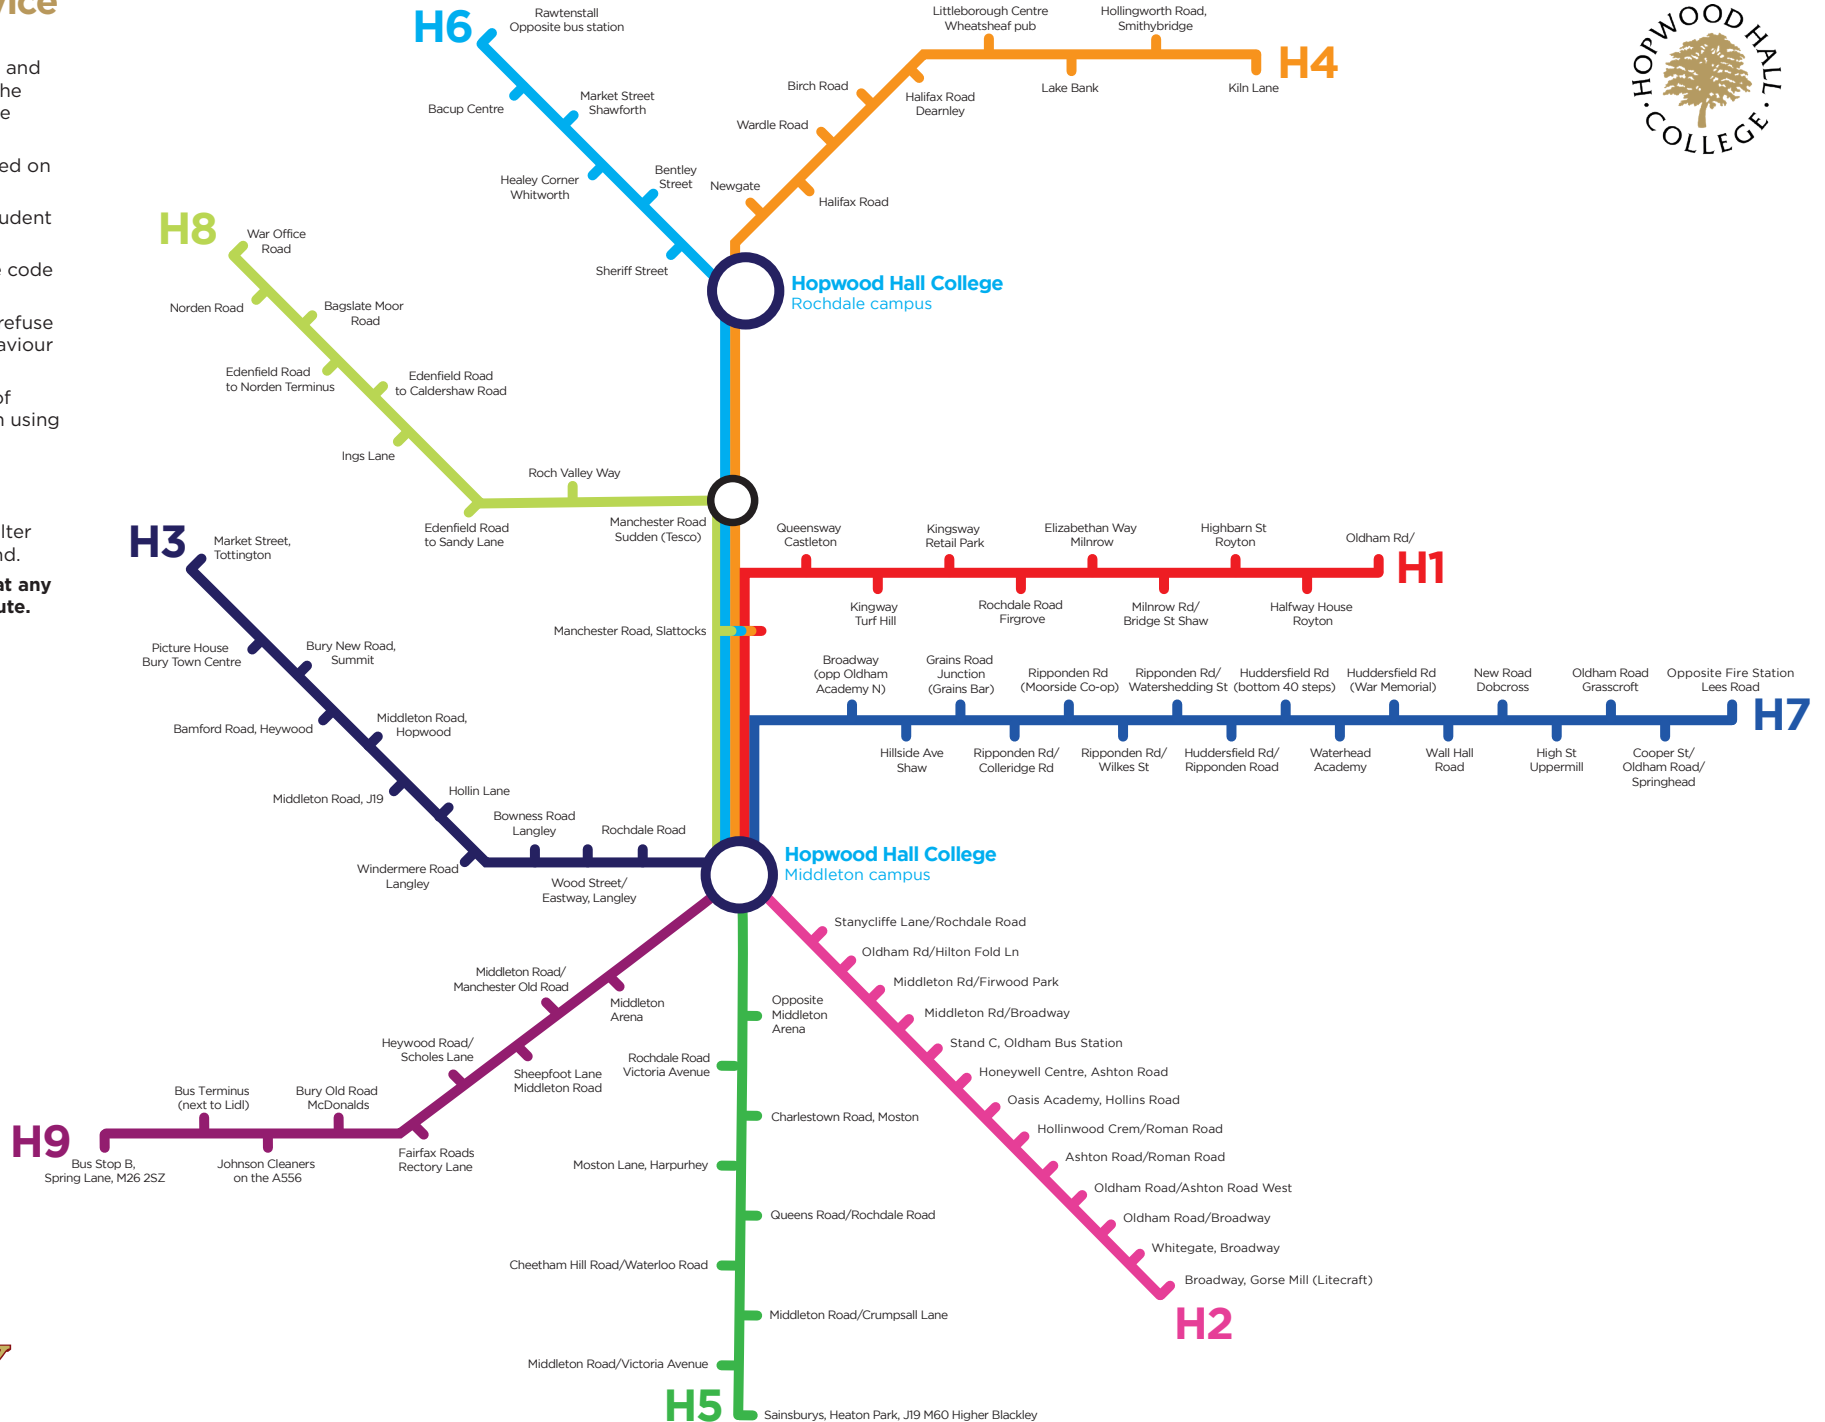 vice
and
he
e
ed on
udent
code
refuse
aviour
of
n using
lter
nd.
at any
ute.
HOPWOOD HALL
· COLLEGE ·
H6
Rawtenstall
Opposite bus station
Bacup Centre
Market Street
Shawforth
Healey Corner
Whitworth
Bentley
Street
Sheriff Street
H4
Littleborough Centre
Wheatsheaf pub
Hollingworth Road,
Smithybridge
Lake Bank
Kiln Lane
Birch Road
Halifax Road
Dearnley
Wardle Road
Newgate
Halifax Road
Hopwood Hall College
Rochdale campus
H8
War Office
Road
Norden Road
Bagslate Moor
Road
Edenfield Road
to Norden Terminus
Edenfield Road
to Caldershaw Road
Ings Lane
Roch Valley Way
Edenfield Road
to Sandy Lane
Manchester Road
Sudden (Tesco)
H3
Market Street,
Tottington
Picture House
Bury Town Centre
Bury New Road,
Summit
Bamford Road, Heywood
Middleton Road,
Hopwood
Middleton Road, J19
Hollin Lane
Bowness Road
Langley
Rochdale Road
Windermere Road
Langley
Wood Street/
Eastway, Langley
Manchester Road, Slattocks
Queensway
Castleton
Kingsway
Retail Park
Elizabethan Way
Milnrow
Highbarn St
Royton
Oldham Rd/
H1
Kingway
Turf Hill
Rochdale Road
Firgrove
Milnrow Rd/
Bridge St Shaw
Halfway House
Royton
Broadway
(opp Oldham
Academy N)
Grains Road
Junction
(Grains Bar)
Ripponden Rd
(Moorside Co-op)
Ripponden Rd/
Watershedding St
Huddersfield Rd
(bottom 40 steps)
Huddersfield Rd
(War Memorial)
New Road
Dobcross
Oldham Road
Grasscroft
Opposite Fire Station
Lees Road
H7
Hillside Ave
Shaw
Ripponden Rd/
Colleridge Rd
Ripponden Rd/
Wilkes St
Huddersfield Rd/
Ripponden Road
Waterhead
Academy
Wall Hall
Road
High St
Uppermill
Cooper St/
Oldham Road/
Springhead
Hopwood Hall College
Middleton campus
Stanycliffe Lane/Rochdale Road
Oldham Rd/Hilton Fold Ln
Middleton Rd/Firwood Park
Middleton Rd/Broadway
Stand C, Oldham Bus Station
Honeywell Centre, Ashton Road
Oasis Academy, Hollins Road
Hollinwood Crem/Roman Road
Ashton Road/Roman Road
Oldham Road/Ashton Road West
Oldham Road/Broadway
Whitegate, Broadway
Broadway, Gorse Mill (Litecraft)
H2
Middleton Road/
Manchester Old Road
Middleton
Arena
Heywood Road/
Scholes Lane
Sheepfoot Lane
Middleton Road
Bus Terminus
(next to Lidl)
Bury Old Road
McDonalds
H9
Bus Stop B,
Spring Lane, M26 2SZ
Johnson Cleaners
on the A556
Fairfax Roads
Rectory Lane
Opposite
Middleton
Arena
Rochdale Road
Victoria Avenue
Charlestown Road, Moston
Moston Lane, Harpurhey
Queens Road/Rochdale Road
Cheetham Hill Road/Waterloo Road
Middleton Road/Crumpsall Lane
Middleton Road/Victoria Avenue
H5
Sainsburys, Heaton Park, J19 M60 Higher Blackley